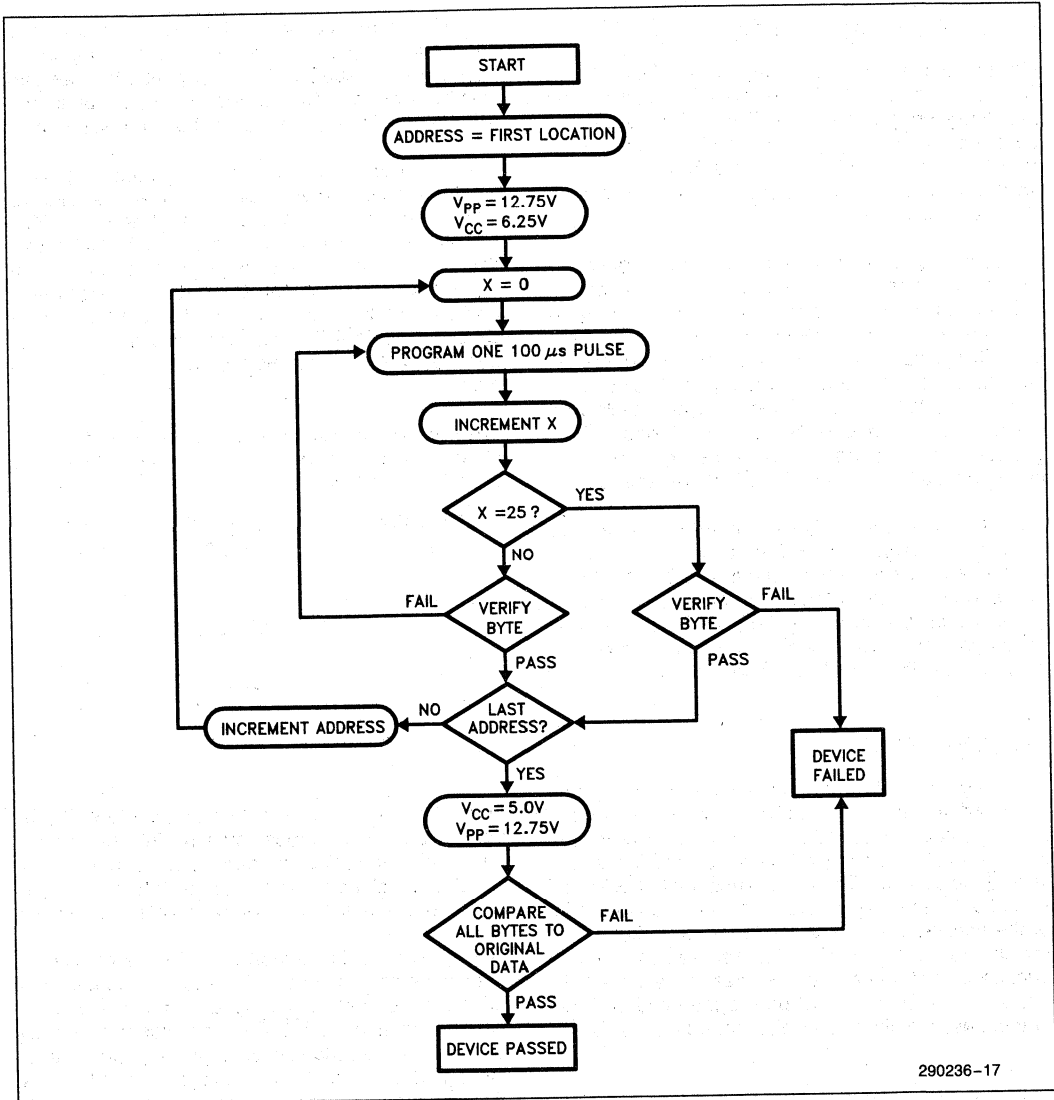 START
ADDRESS = FIRST LOCATION
VPP = 12.75V
VCC = 6.25V
X = 0
PROGRAM ONE 100 μs PULSE
INCREMENT X
X =25 ?
YES
NO
VERIFY
BYTE
FAIL
PASS
VERIFY
BYTE
FAIL
PASS
LAST
ADDRESS?
NO
INCREMENT ADDRESS
YES
DEVICE
FAILED
VCC = 5.0V
VPP = 12.75V
COMPARE
ALL BYTES TO
ORIGINAL
DATA
FAIL
PASS
DEVICE PASSED
290236-17